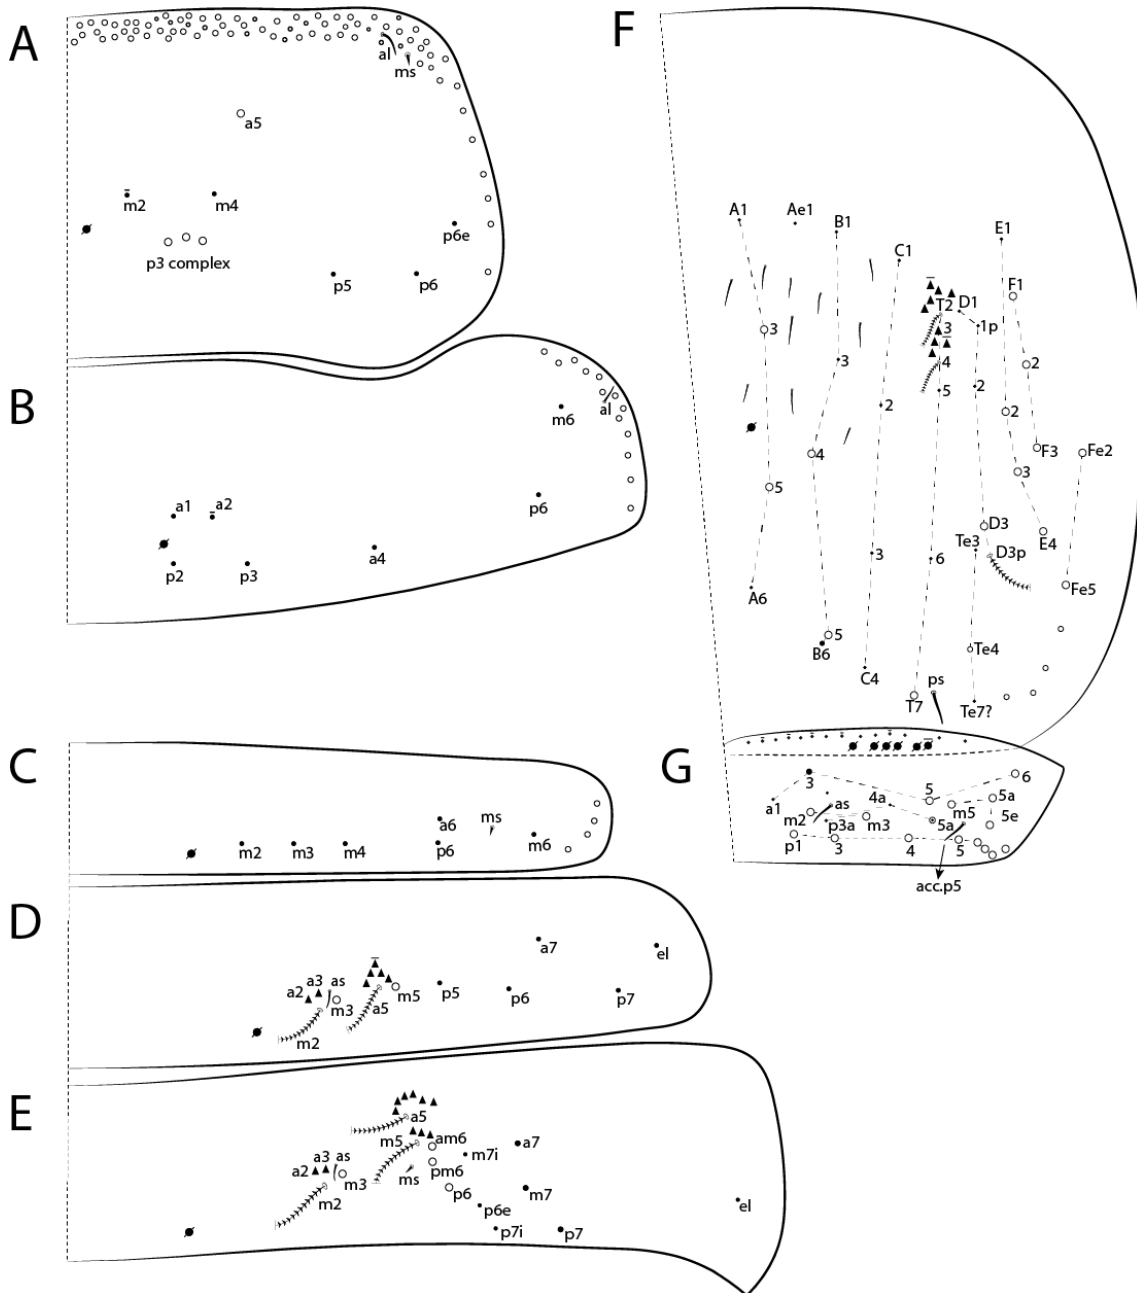 A
al
ms
a5
m2
m4
p6e
p3 complex
p5
p6
B
al
m6
a1
a2
p6
p2
p3
a4
C
a6
ms
m2
m3
m4
p6
m6
D
a7
el
a3 as
a2
m3
m5
p5
p6
p7
a5
m2
E
a5
m5
am6
a7
m7i
a3 as
a2
m3
ms
pm6
m2
p6
m7
p6e
el
p7i
p7
F
A1
Ae1
B1
E1
C1
F1
T2
D1
3
1p
3
3
4
2
5
2
2
2
4
F3
Fe2
3
5
D3
E4
Te3
3
6
D3p
A6
Fe5
5
B6
Te4
C4
ps
T7
Te7?
G
3
6
5
a1
as
4a
5a
m2
m5
p3a
m3
5a
5e
p1
3
4
5
acc.p5